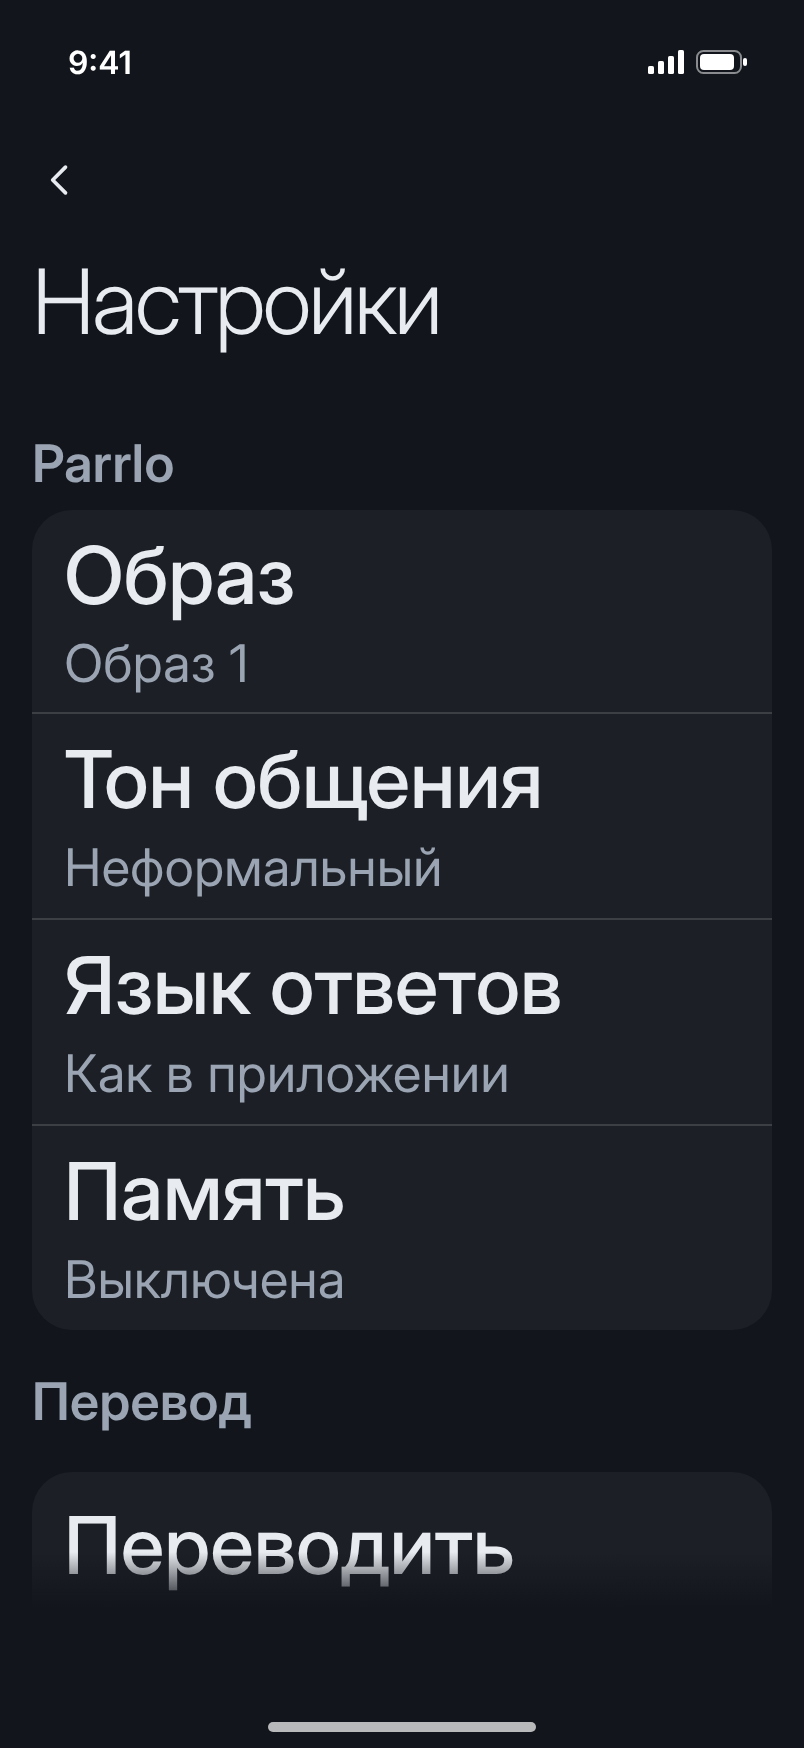 9:41
Настройки
Parrlo
Образ
Образ 1
Тон общения
Неформальный
Язык ответов
Как в приложении
Память
Выключена
Перевод
Переводить